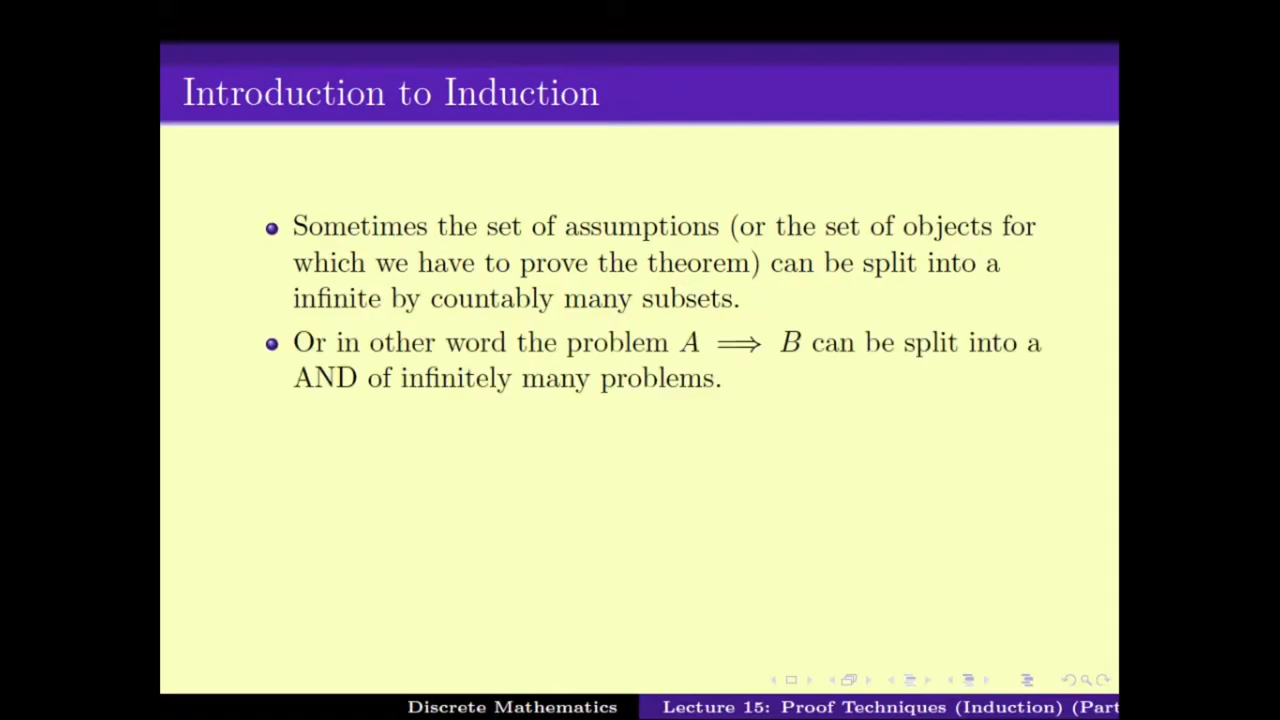 Introduction to Induction
Sometimes the set of assumptions (or the set of objects for
which we have to prove the theorem) can be split into a
infinite by countably many subsets.
Or in other word the problem A ⟹ B can be split into a
AND of infinitely many problems.
Discrete Mathematics
Lecture 15: Proof Techniques (Induction) (Part